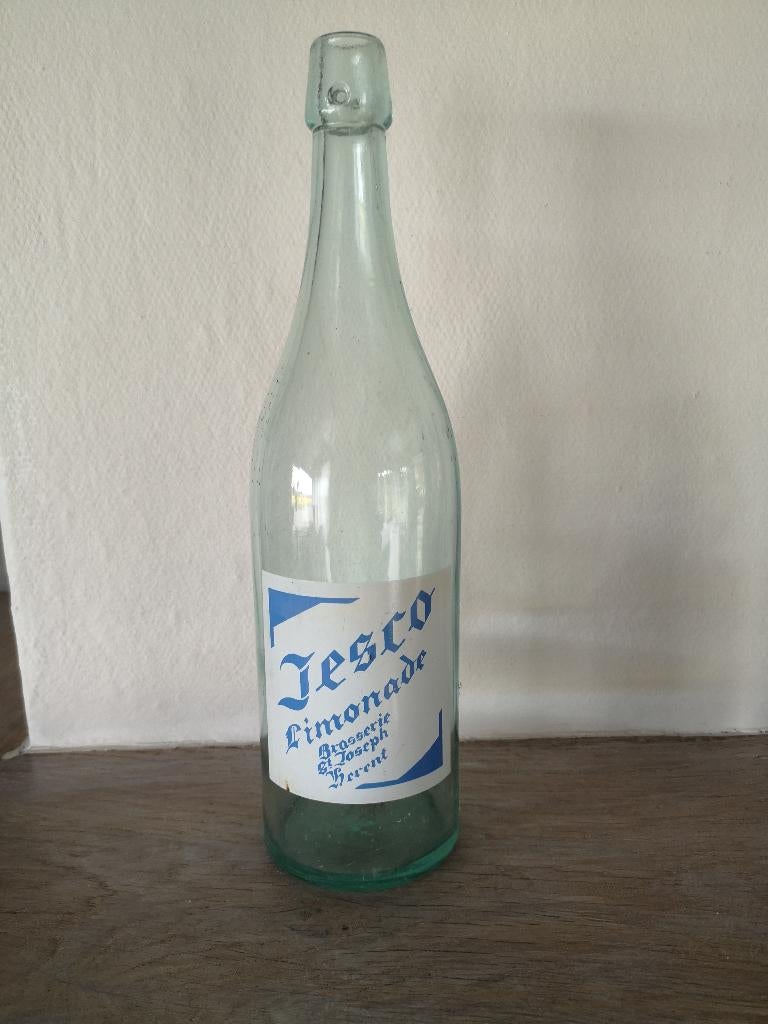 Jesco
Limonade
Brasserie
St Joseph
Herent